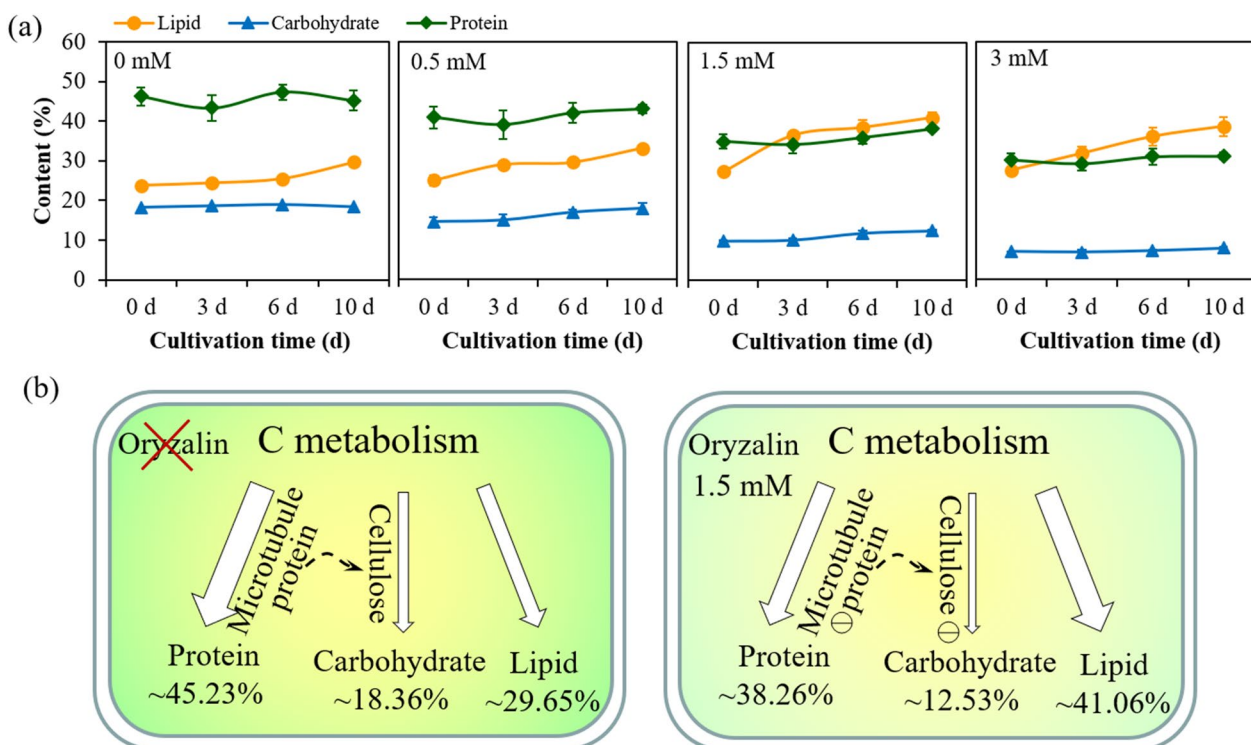 (a)
Lipid Carbohydrate Protein
Content (%)
60
50
40
30
20
10
0
0 mM
0 d 3 d 6 d 10 d
Cultivation time (d)
0.5 mM
0 d 3 d 6 d 10 d
Cultivation time (d)
1.5 mM
0 d 3 d 6 d 10 d
Cultivation time (d)
3 mM
0 d 3 d 6 d 10 d
Cultivation time (d)
(b)
Oryzalin
C metabolism
Microtubule
protein
Cellulose
Protein
~45.23%
Carbohydrate
~18.36%
Lipid
~29.65%
Oryzalin
1.5 mM
C metabolism
Microtubule
⊖protein
Cellulose ⊖
Protein
~38.26%
Carbohydrate
~12.53%
Lipid
~41.06%